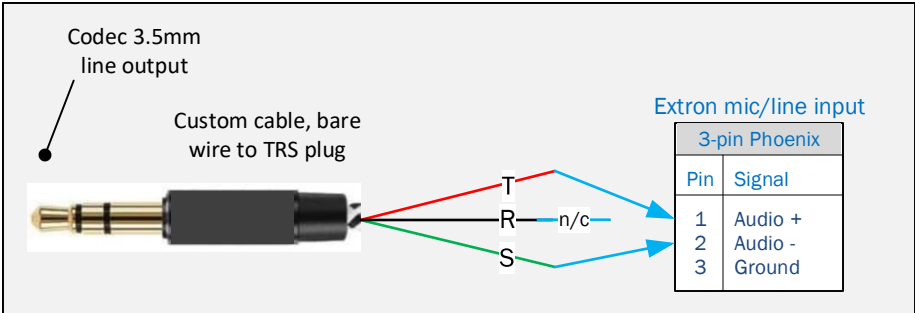 Codec 3.5mm
line output
Custom cable, bare
wire to TRS plug
T
R
n/c
S
Extron mic/line input
3-pin Phoenix
Pin Signal
1 Audio +
2 Audio -
3 Ground